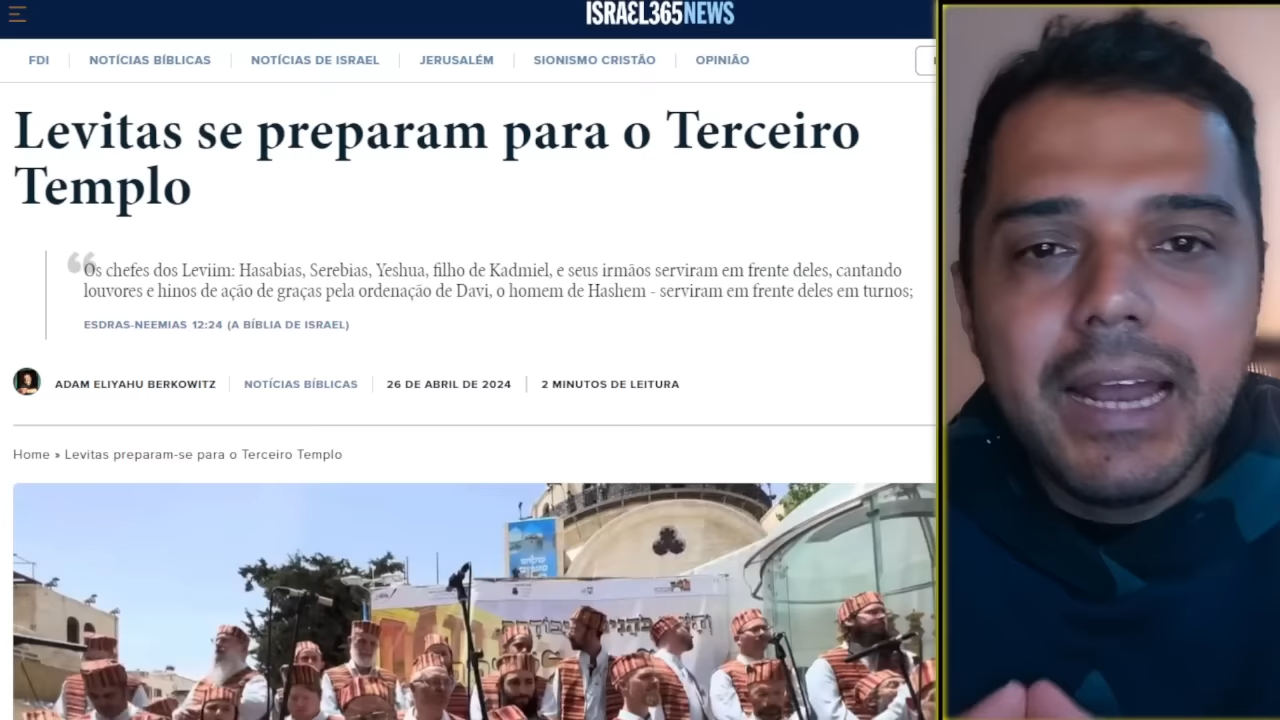 ISRAEL365NEWS
FDI
NOTÍCIAS BÍBLICAS
NOTÍCIAS DE ISRAEL
JERUSALÉM
SIONISMO CRISTÃO
OPINIÃO
Levitas se preparam para o Terceiro
Templo
“Os chefes dos Leviim: Hasabias, Serebias, Yeshua, filho de Kadmiel, e seus irmãos serviram em frente deles, cantando
louvores e hinos de ação de graças pela ordenação de Davi, o homem de Hashem - serviram em frente deles em turnos;
ESDRAS-NEEMIAS 12:24 (A BÍBLIA DE ISRAEL)
ADAM ELIYAHU BERKOWITZ
NOTÍCIAS BÍBLICAS
26 DE ABRIL DE 2024
2 MINUTOS DE LEITURA
Home » Levitas preparam-se para o Terceiro Templo